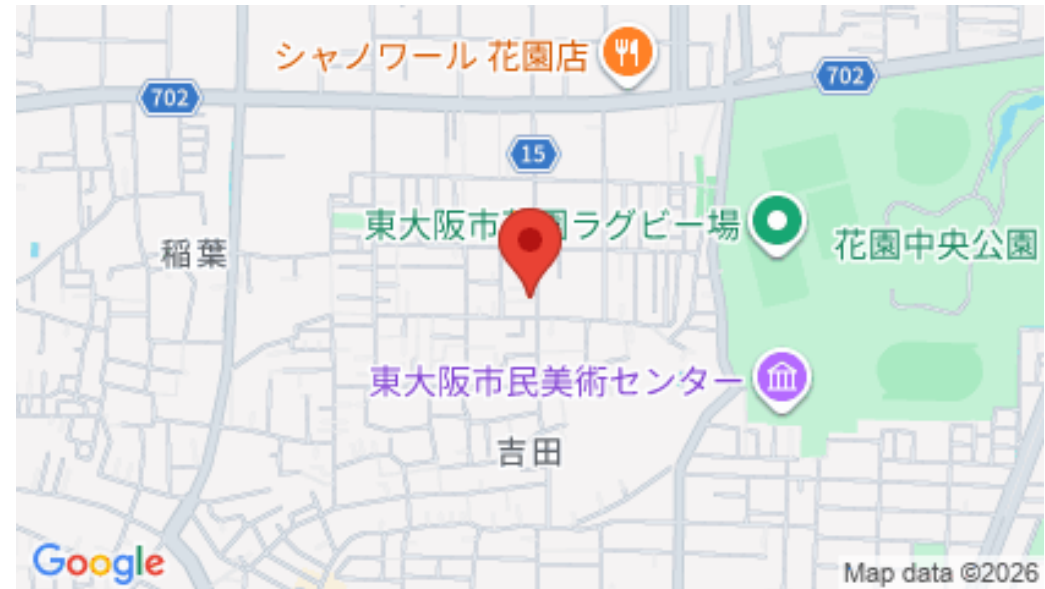 シャノワール 花園店
702
702
15
東大阪市 園ラグビー場
花園中央公園
稲葉
東大阪市民美術センター
吉田
Google
Map data ©2026